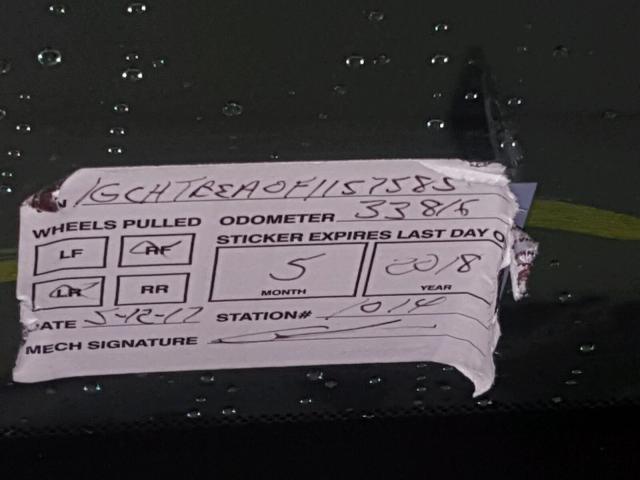 1GCHTBEA0F1157585
WHEELS PULLED ODOMETER 33816
STICKER EXPIRES LAST DAY O
LF RF 5 2018
LR RR MONTH YEAR
ATE 5-12-17 STATION# 1014
MECH SIGNATURE